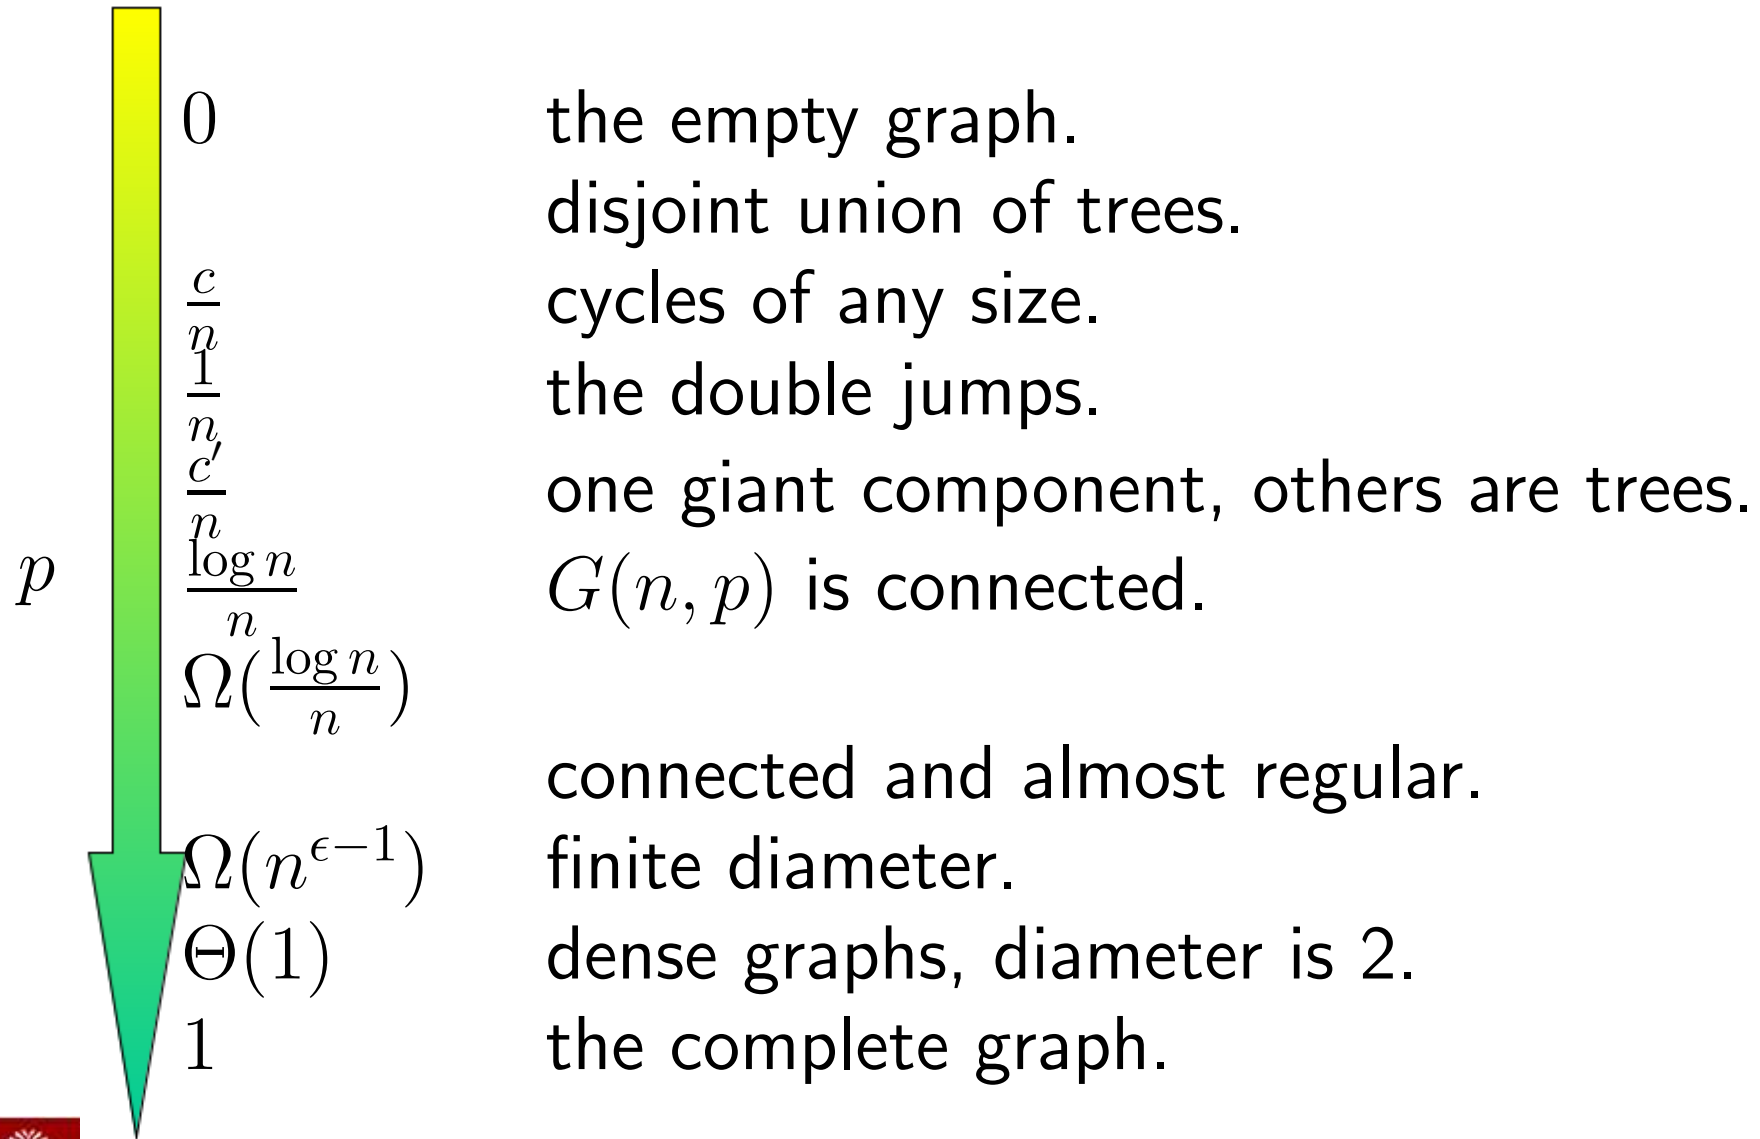 0 the empty graph.
disjoint union of trees.
c/n cycles of any size.
1/n the double jumps.
c′/n one giant component, others are trees.
p log n/n G(n, p) is connected.
Ω(log n/n)
connected and almost regular.
Ω(n^{ϵ−1}) finite diameter.
Θ(1) dense graphs, diameter is 2.
1 the complete graph.